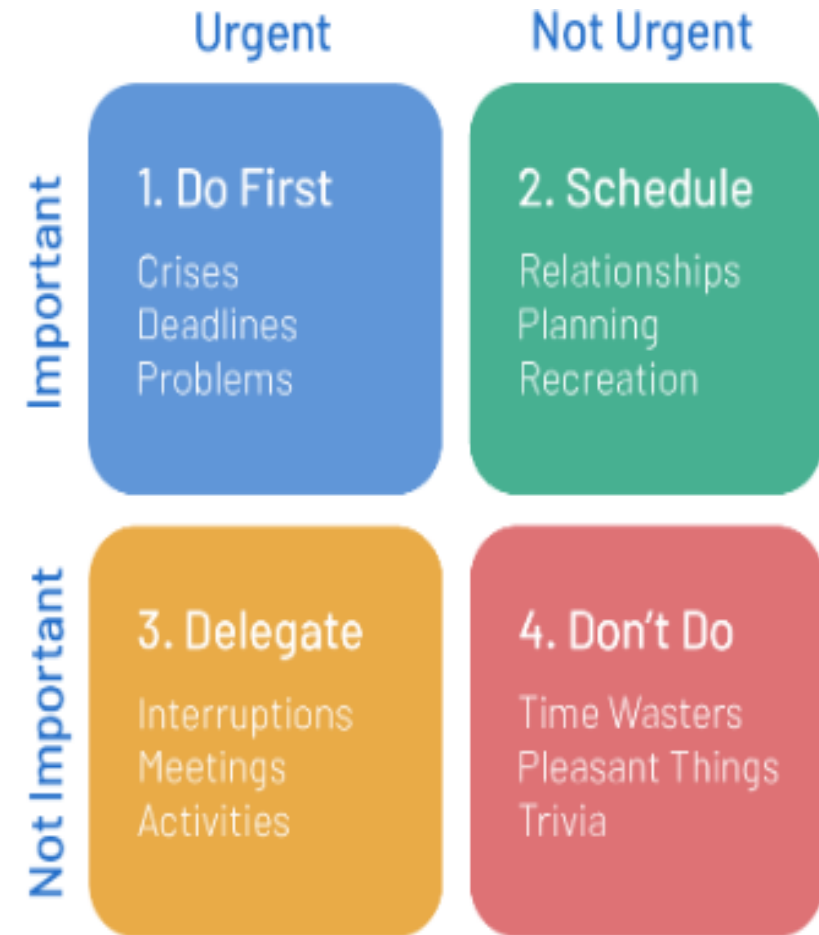 Urgent
Not Urgent
Important
1. Do First
Crises
Deadlines
Problems
2. Schedule
Relationships
Planning
Recreation
Not Important
3. Delegate
Interruptions
Meetings
Activities
4. Don't Do
Time Wasters
Pleasant Things
Trivia